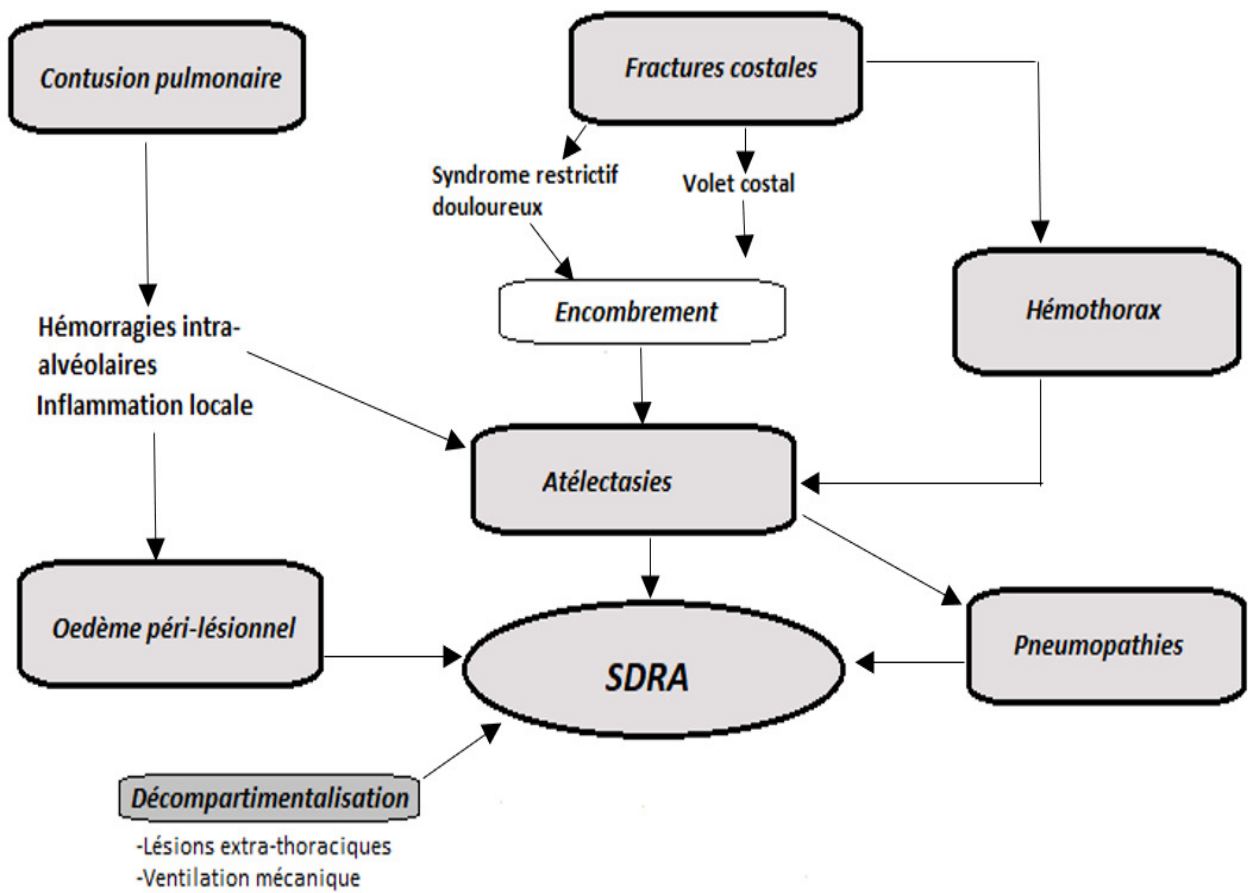 Contusion pulmonaire
Fractures costales
Syndrome restrictif
douloureux
Volet costal
Hémorragies intra-
alvéolaires
Inflammation locale
Encombrement
Hémothorax
Atélectasies
Oedème péri-lésionnel
SDRA
Pneumopathies
Décompartimentalisation
-Lésions extra-thoraciques
-Ventilation mécanique